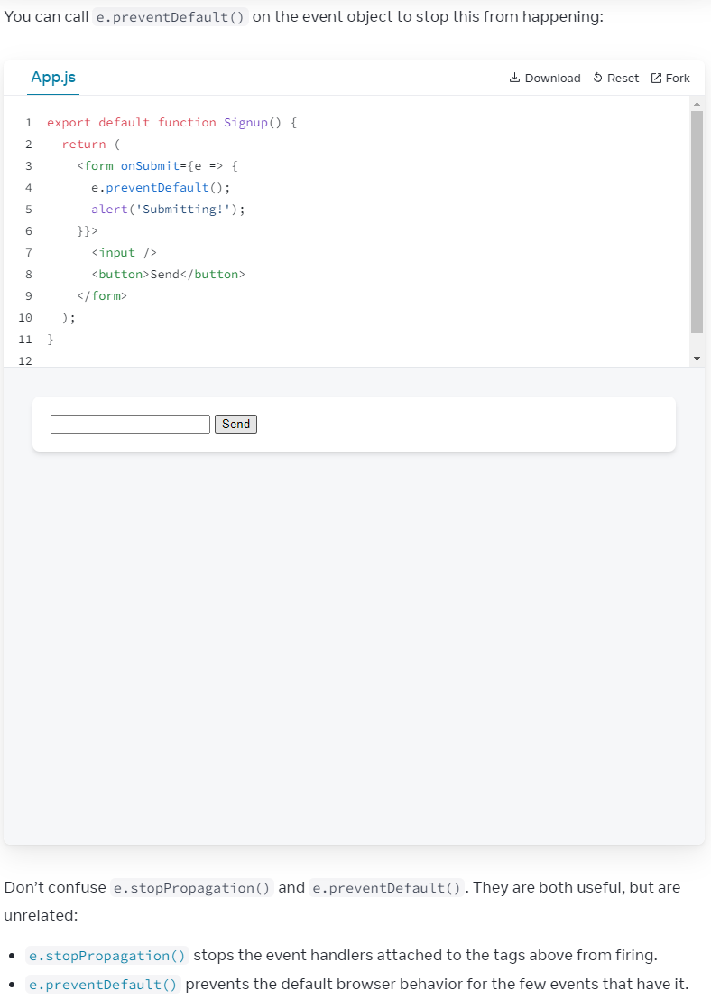 You can call e.preventDefault() on the event object to stop this from happening:
App.js
Download Reset Fork
1 export default function Signup() {
2   return (
3     <form onSubmit={e => {
4       e.preventDefault();
5       alert('Submitting!');
6     }}>
7       <input />
8       <button>Send</button>
9     </form>
10   );
11 }
12
Send
Don’t confuse e.stopPropagation() and e.preventDefault(). They are both useful, but are
unrelated:
• e.stopPropagation() stops the event handlers attached to the tags above from firing.
• e.preventDefault() prevents the default browser behavior for the few events that have it.